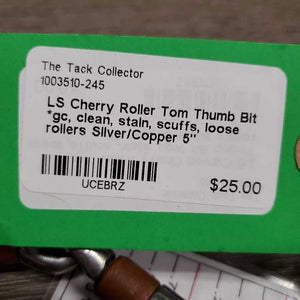 The Tack Collector
1003510-245
LS Cherry Roller Tom Thumb Bit
*gc, clean, stain, scuffs, loose
rollers Silver/Copper 5"
UCEBRZ
$25.00